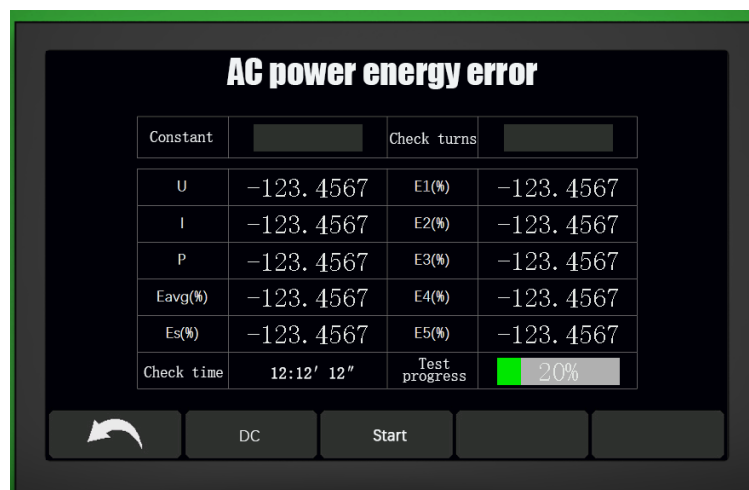 AC power energy error
Constant Check turns
U -123.4567 E1(%) -123.4567
I -123.4567 E2(%) -123.4567
P -123.4567 E3(%) -123.4567
Eavg(%) -123.4567 E4(%) -123.4567
Es(%) -123.4567 E5(%) -123.4567
Check time 12:12′ 12″ Test progress 20%
DC Start